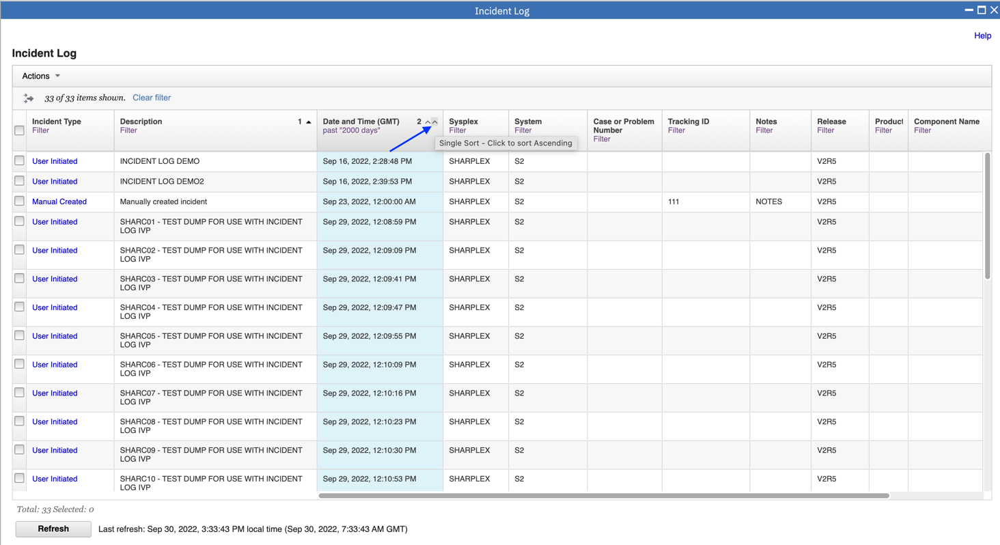 Incident Log
Help
Incident Log
Actions
33 of 33 items shown. Clear filter
Incident Type Description 1 Date and Time (GMT) 2 Sysplex System Case or Problem Tracking ID Notes Release Product Component Name
Filter Filter past "2000 days" Filter Filter Number Filter Filter Filter Filter Filter
Filter
Single Sort - Click to sort Ascending
User Initiated INCIDENT LOG DEMO Sep 16, 2022, 2:28:48 PM SHARPLEX S2 V2R5
User Initiated INCIDENT LOG DEMO2 Sep 16, 2022, 2:39:53 PM SHARPLEX S2 V2R5
Manual Created Manually created incident Sep 23, 2022, 12:00:00 AM SHARPLEX S2 111 NOTES V2R5
User Initiated SHARC01 - TEST DUMP FOR USE WITH INCIDENT Sep 29, 2022, 12:08:59 PM SHARPLEX S2 V2R5
LOG IVP
User Initiated SHARC02 - TEST DUMP FOR USE WITH INCIDENT Sep 29, 2022, 12:09:09 PM SHARPLEX S2 V2R5
LOG IVP
User Initiated SHARC03 - TEST DUMP FOR USE WITH INCIDENT Sep 29, 2022, 12:09:41 PM SHARPLEX S2 V2R5
LOG IVP
User Initiated SHARC04 - TEST DUMP FOR USE WITH INCIDENT Sep 29, 2022, 12:09:47 PM SHARPLEX S2 V2R5
LOG IVP
User Initiated SHARC05 - TEST DUMP FOR USE WITH INCIDENT Sep 29, 2022, 12:09:55 PM SHARPLEX S2 V2R5
LOG IVP
User Initiated SHARC06 - TEST DUMP FOR USE WITH INCIDENT Sep 29, 2022, 12:10:09 PM SHARPLEX S2 V2R5
LOG IVP
User Initiated SHARC07 - TEST DUMP FOR USE WITH INCIDENT Sep 29, 2022, 12:10:16 PM SHARPLEX S2 V2R5
LOG IVP
User Initiated SHARC08 - TEST DUMP FOR USE WITH INCIDENT Sep 29, 2022, 12:10:23 PM SHARPLEX S2 V2R5
LOG IVP
User Initiated SHARC09 - TEST DUMP FOR USE WITH INCIDENT Sep 29, 2022, 12:10:30 PM SHARPLEX S2 V2R5
LOG IVP
User Initiated SHARC10 - TEST DUMP FOR USE WITH INCIDENT Sep 29, 2022, 12:10:53 PM SHARPLEX S2 V2R5
LOG IVP
Total: 33 Selected: 0
Refresh Last refresh: Sep 30, 2022, 3:33:43 PM local time (Sep 30, 2022, 7:33:43 AM GMT)